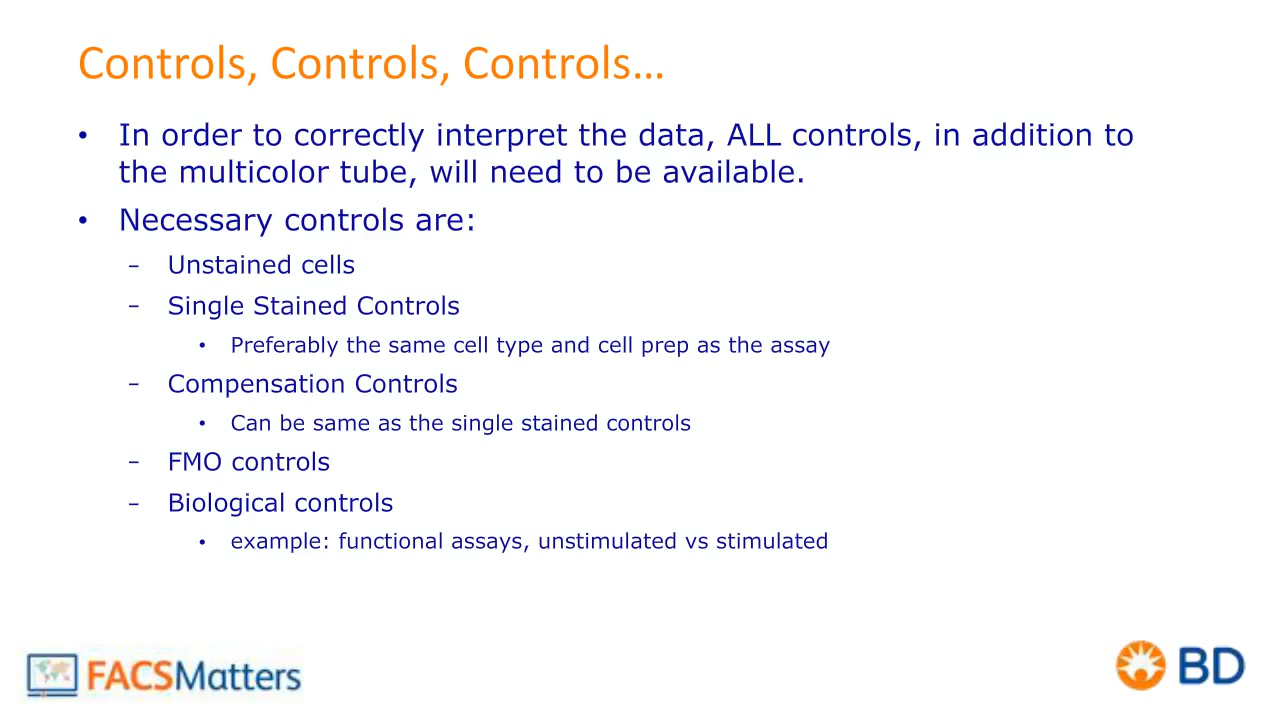 Controls, Controls, Controls…
• In order to correctly interpret the data, ALL controls, in addition to
the multicolor tube, will need to be available.
• Necessary controls are:
– Unstained cells
– Single Stained Controls
• Preferably the same cell type and cell prep as the assay
– Compensation Controls
• Can be same as the single stained controls
– FMO controls
– Biological controls
• example: functional assays, unstimulated vs stimulated
FACSMatters
BD